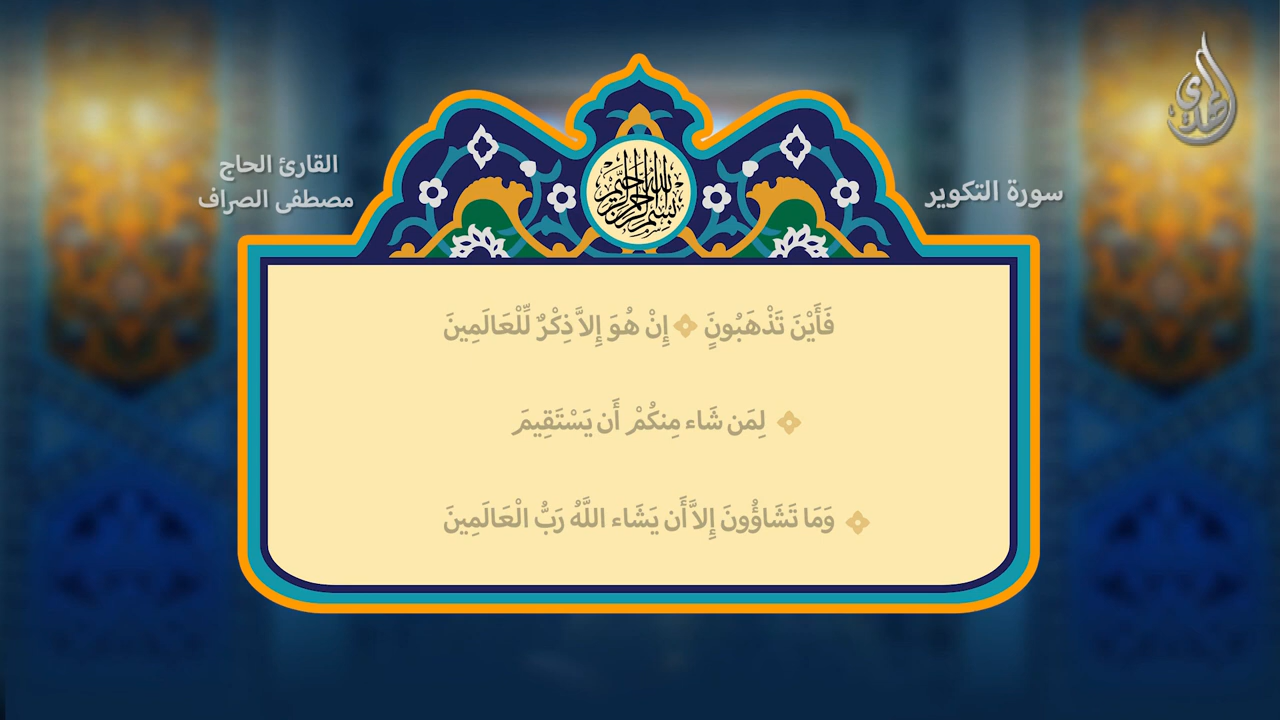 الهادي
القارئ الحاج
مصطفى الصراف
سورة التكوير
بسم الله الرحمن الرحيم
فَأَيْنَ تَذْهَبُونٍَ إِنْ هُوَ إِلاَّ ذِكْرٌ لِّلْعَالَمِينَ
لِمَن شَاء مِنكُمْ أَن يَسْتَقِيمَ
وَمَا تَشَاؤُونَ إِلاَّ أَن يَشَاء اللَّهُ رَبُّ الْعَالَمِينَ